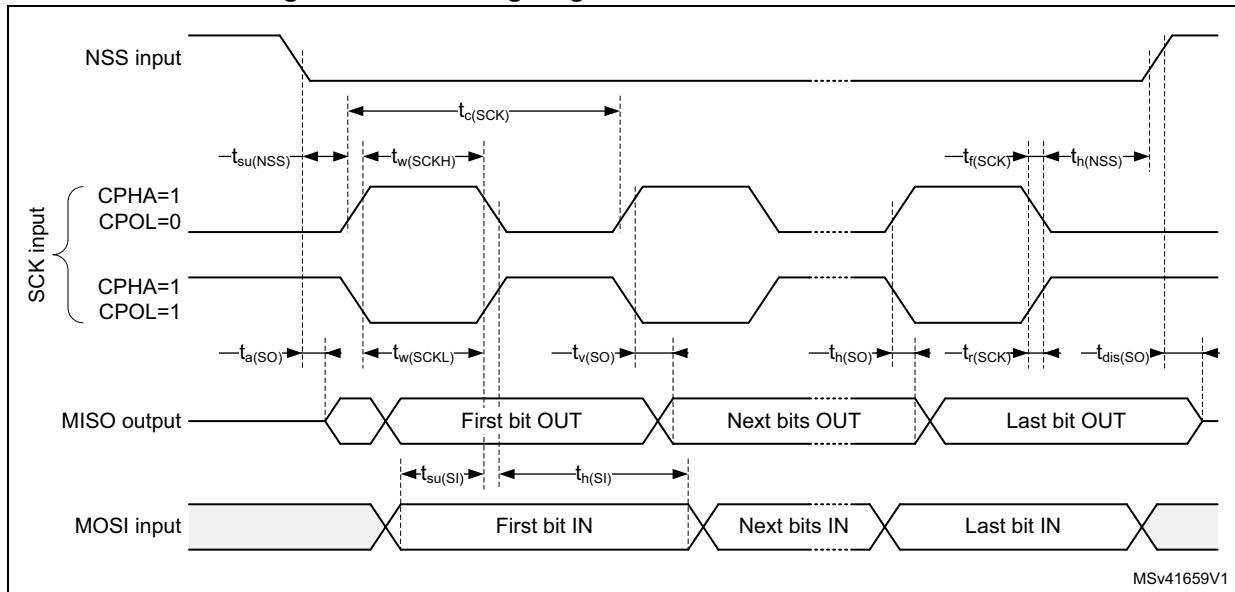 NSS input
tc(SCK)
tsu(NSS)
tw(SCKH)
tf(SCK)
th(NSS)
SCK input
CPHA=1
CPOL=0
CPHA=1
CPOL=1
ta(SO)
tw(SCKL)
tv(SO)
th(SO)
tr(SCK)
tdis(SO)
MISO output
First bit OUT
Next bits OUT
Last bit OUT
tsu(SI)
th(SI)
MOSI input
First bit IN
Next bits IN
Last bit IN
MSv41659V1